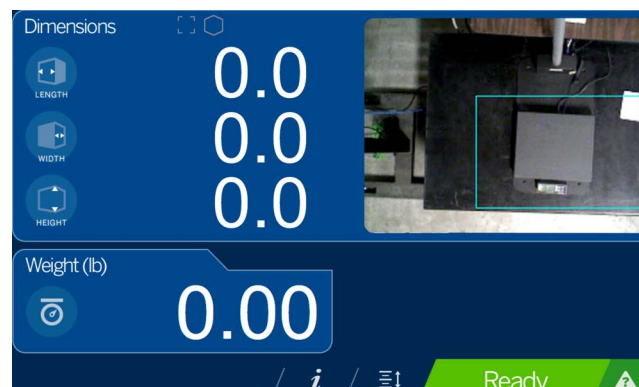 Dimensions
LENGTH
0.0
WIDTH
0.0
HEIGHT
0.0
Weight (lb)
0.00
i
Ready